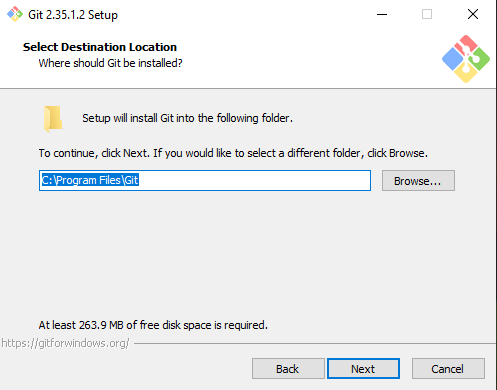 Git 2.35.1.2 Setup
Select Destination Location
Where should Git be installed?
Setup will install Git into the following folder.
To continue, click Next. If you would like to select a different folder, click Browse.
C:\Program Files\Git
Browse...
At least 263.9 MB of free disk space is required.
https://gitforwindows.org/
Back
Next
Cancel